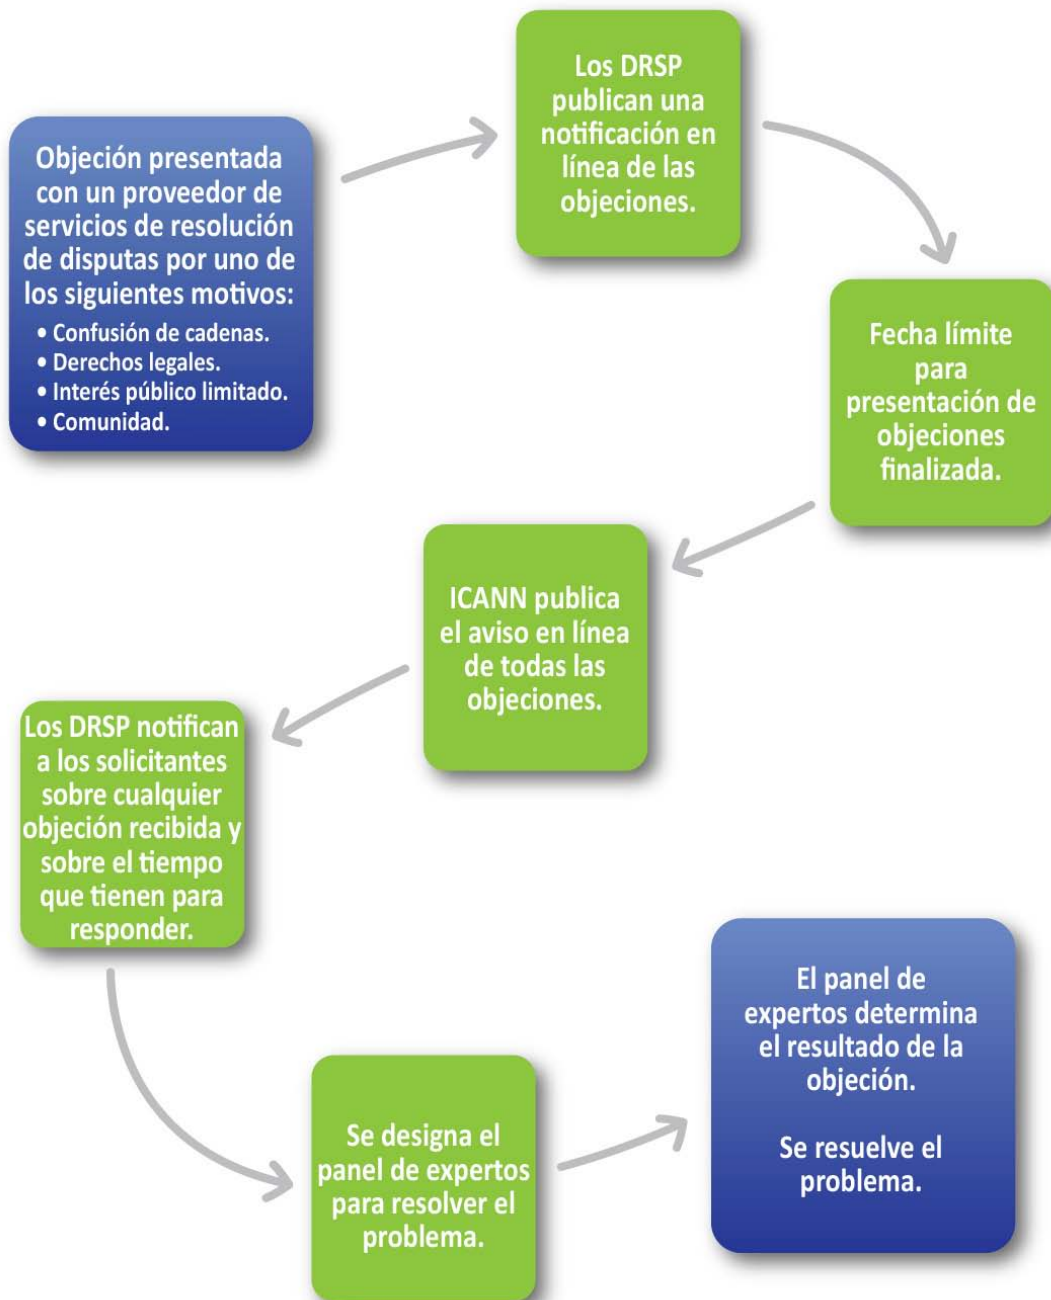 Objeción presentada
con un proveedor de
servicios de resolución
de disputas por uno de
los siguientes motivos:
• Confusión de cadenas.
• Derechos legales.
• Interés público limitado.
• Comunidad.
Los DRSP
publican una
notificación en
línea de las
objeciones.
Fecha límite
para
presentación de
objeciones
finalizada.
ICANN publica
el aviso en línea
de todas las
objeciones.
Los DRSP notifican
a los solicitantes
sobre cualquier
objeción recibida y
sobre el tiempo
que tienen para
responder.
Se designa el
panel de expertos
para resolver el
problema.
El panel de
expertos determina
el resultado de la
objeción.
Se resuelve el
problema.